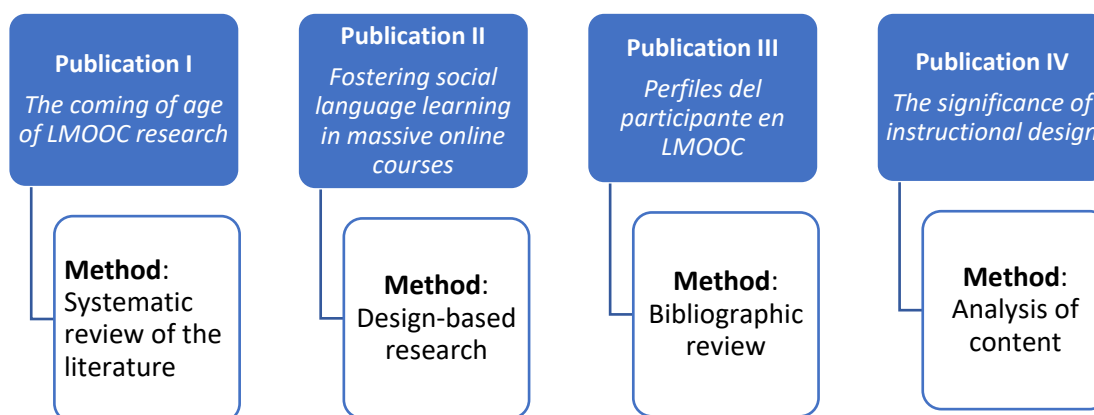 Publication I
The coming of age
of LMOOC research
Method:
Systematic
review of the
literature
Publication II
Fostering social
language learning
in massive online
courses
Method:
Design-based
research
Publication III
Perfiles del
participante en
LMOOC
Method:
Bibliographic
review
Publication IV
The significance of
instructional design
Method:
Analysis of
content